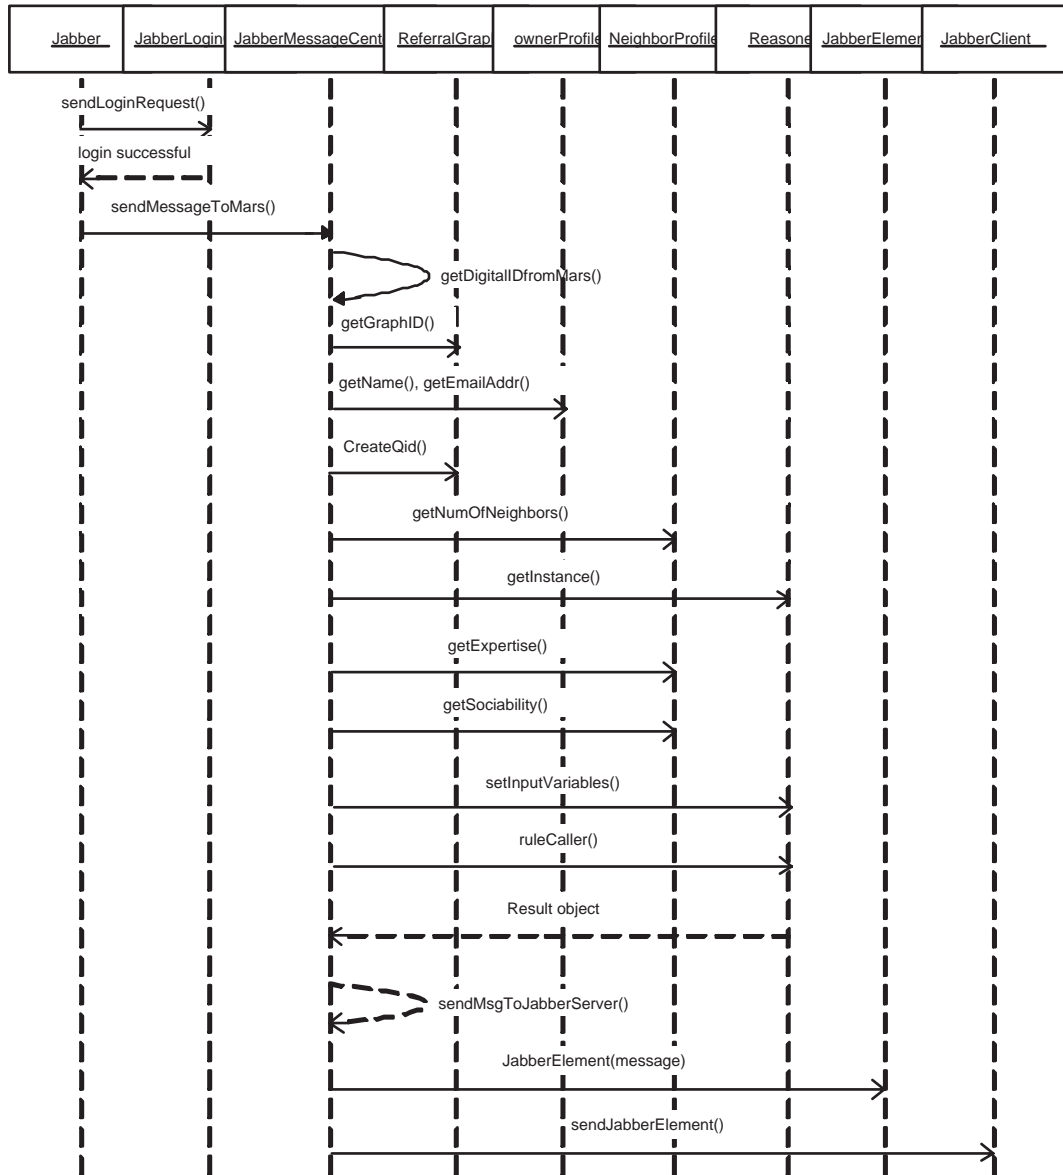 Jabber
JabberLogin
JabberMessageCent
ReferralGrap
ownerProfile
NeighborProfile
Reasone
JabberElemen
JabberClient
sendLoginRequest()
login successful
sendMessageToMars()
getDigitalIDfromMars()
getGraphID()
getName(), getEmailAddr()
CreateQid()
getNumOfNeighbors()
getInstance()
getExpertise()
getSociability()
setInputVariables()
ruleCaller()
Result object
sendMsgToJabberServer()
JabberElement(message)
sendJabberElement()